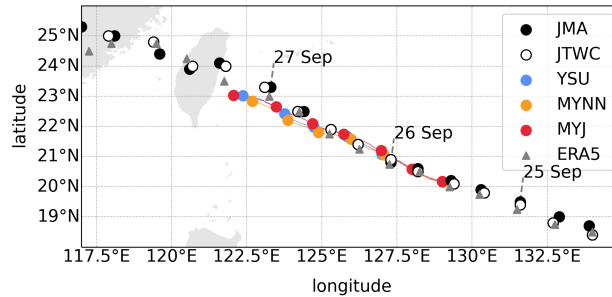 25°N
24°N
23°N
22°N
21°N
20°N
19°N
latitude
117.5°E
120°E
122.5°E
125°E
127.5°E
130°E
132.5°E
longitude
27 Sep
26 Sep
25 Sep
JMA
JTWC
YSU
MYNN
MYJ
ERA5